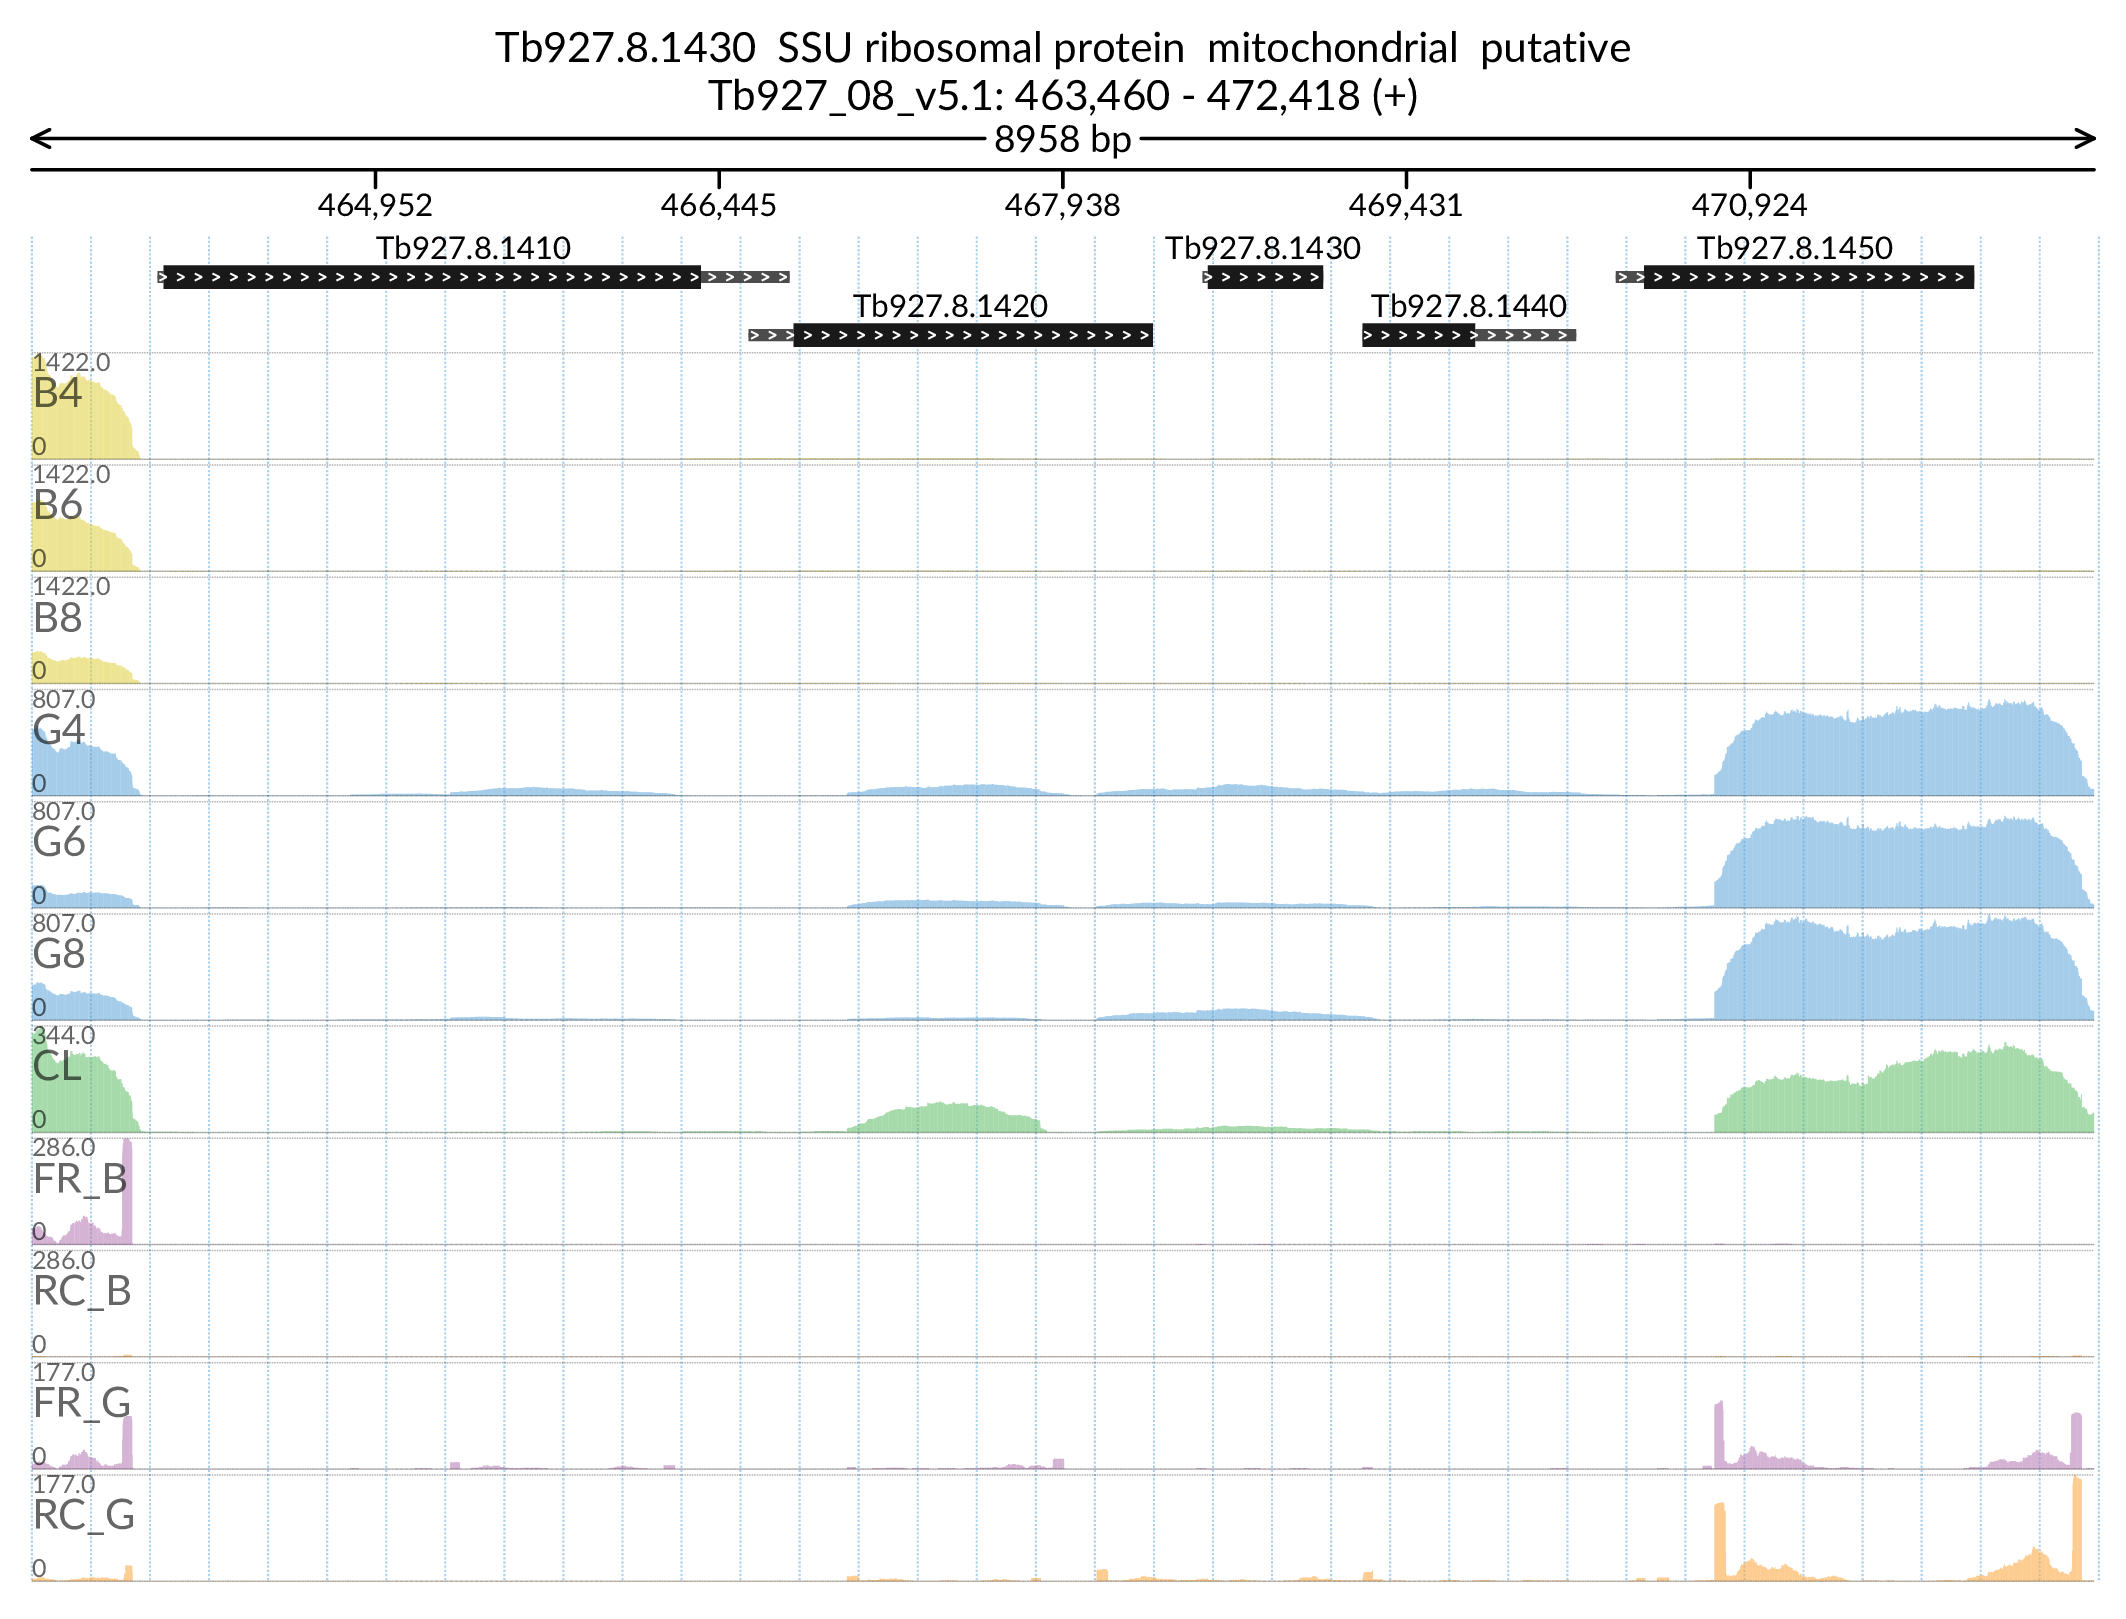 Tb927.8.1430  SSU ribosomal protein  mitochondrial  putative
Tb927_08_v5.1: 463,460 - 472,418 (+)
8958 bp
464,952 466,445 467,938 469,431 470,924
Tb927.8.1410 Tb927.8.1430 Tb927.8.1450
Tb927.8.1420 Tb927.8.1440
1422.0
B4
0
1422.0
B6
0
1422.0
B8
0
807.0
G4
0
807.0
G6
0
807.0
G8
0
344.0
CL
0
286.0
FR_B
0
286.0
RC_B
0
177.0
FR_G
0
177.0
RC_G
0